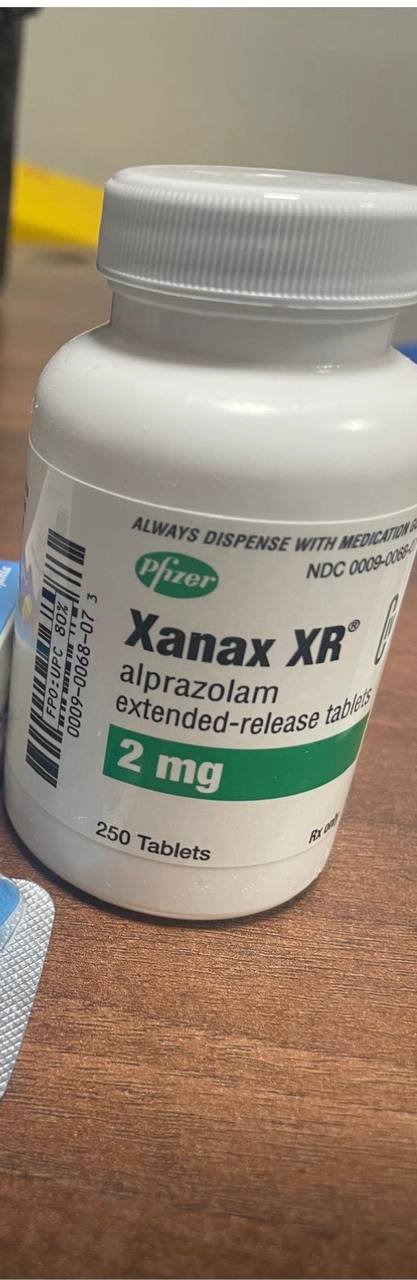 ALWAYS DISPENSE WITH MEDICATION
Pfizer
NDC 0009-0068-
Xanax XR®
alprazolam
extended-release tablets
2 mg
250 Tablets
Rx only
FPO:UPC 80%
0009-0068-07 3